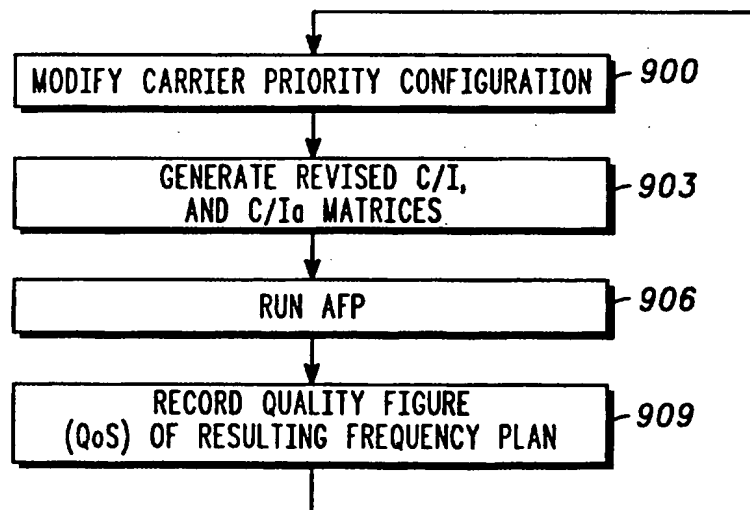 MODIFY CARRIER PRIORITY CONFIGURATION 900
GENERATE REVISED C/I,
AND C/Ia MATRICES
903
RUN AFP 906
RECORD QUALITY FIGURE
(QoS) OF RESULTING FREQUENCY PLAN
909